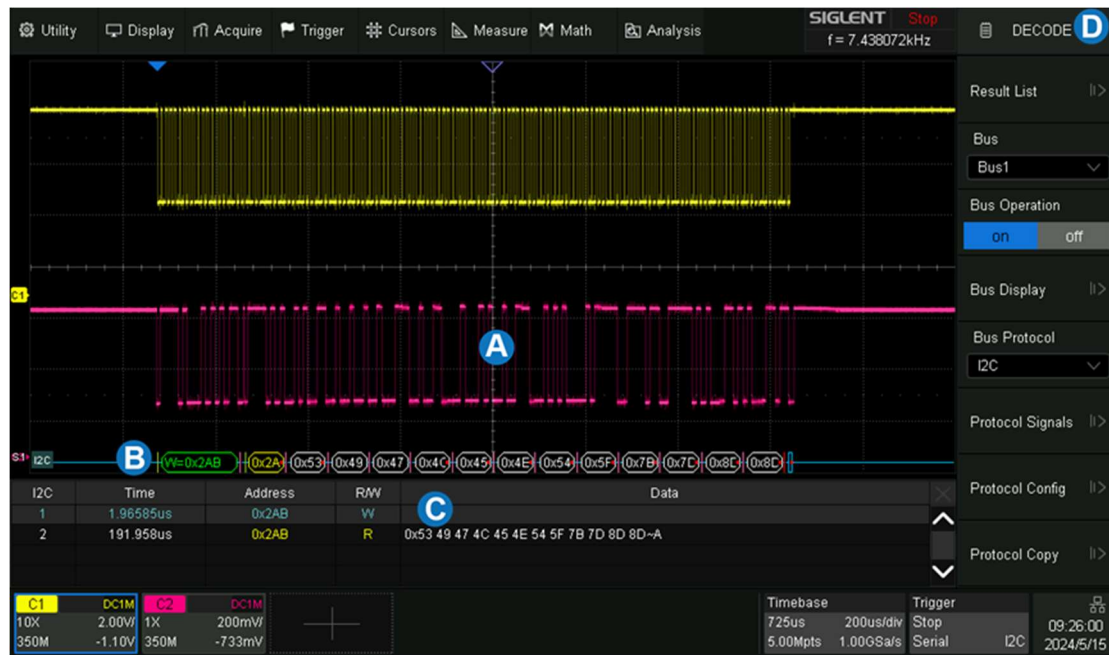 Utility Display Acquire Trigger Cursors Measure Math Analysis SIGLENT Stop
f = 7.438072kHz
DECODE D
Result List
Bus
Bus1
Bus Operation
on off
Bus Display
Bus Protocol
I2C
Protocol Signals
Protocol Config
Protocol Copy
C1
A
S1 I2C B W=0x2AB 0x2A 0x53 0x49 0x47 0x4C 0x45 0x4E 0x54 0x5F 0x7B 0x7D 0x8D 0x8D
I2C Time Address R/W Data
C
1 1.96585us 0x2AB W
2 191.958us 0x2AB R 0x53 49 47 4C 45 4E 54 5F 7B 7D 8D 8D~A
C1 DC1M
10X 2.00V/
350M -1.10V
C2 DC1M
1X 200mV/
350M -733mV
Timebase
725us 200us/div
5.00Mpts 1.00GSa/s
Trigger
Stop
Serial I2C
09:26:00
2024/5/15